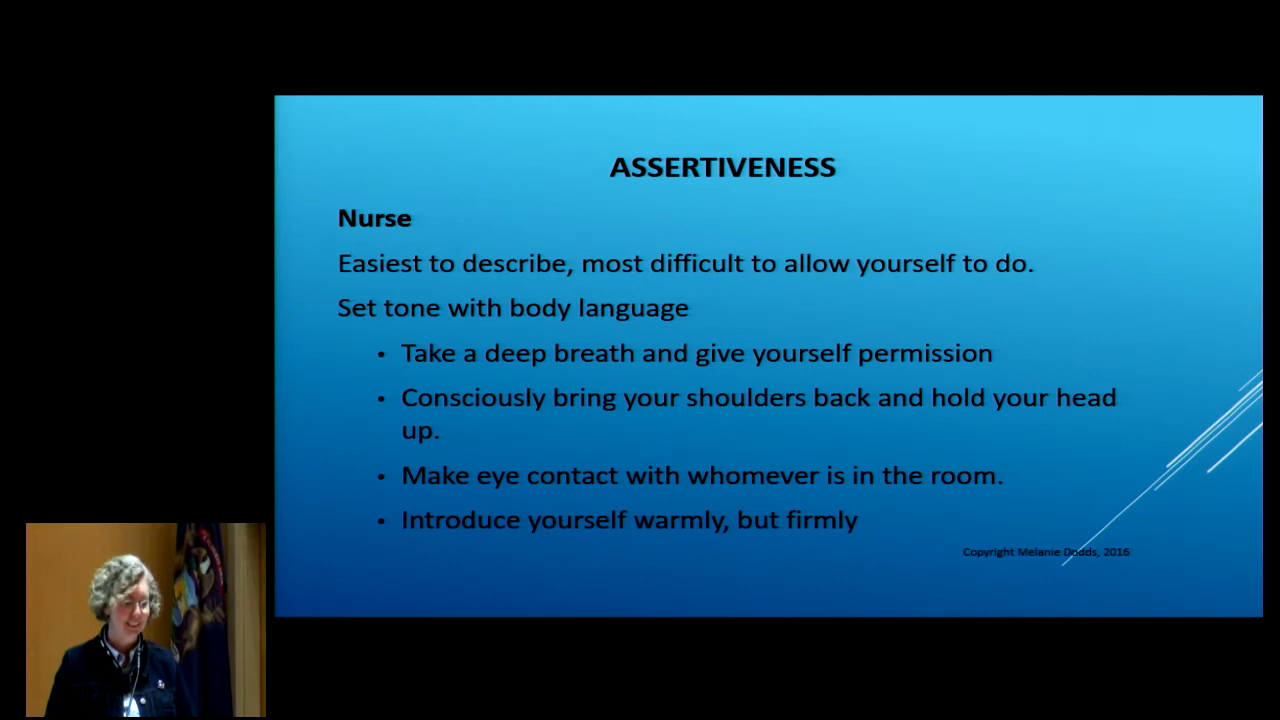 ASSERTIVENESS
Nurse
Easiest to describe, most difficult to allow yourself to do.
Set tone with body language
• Take a deep breath and give yourself permission
• Consciously bring your shoulders back and hold your head
up.
• Make eye contact with whomever is in the room.
• Introduce yourself warmly, but firmly
Copyright Melanie Dodds, 2016